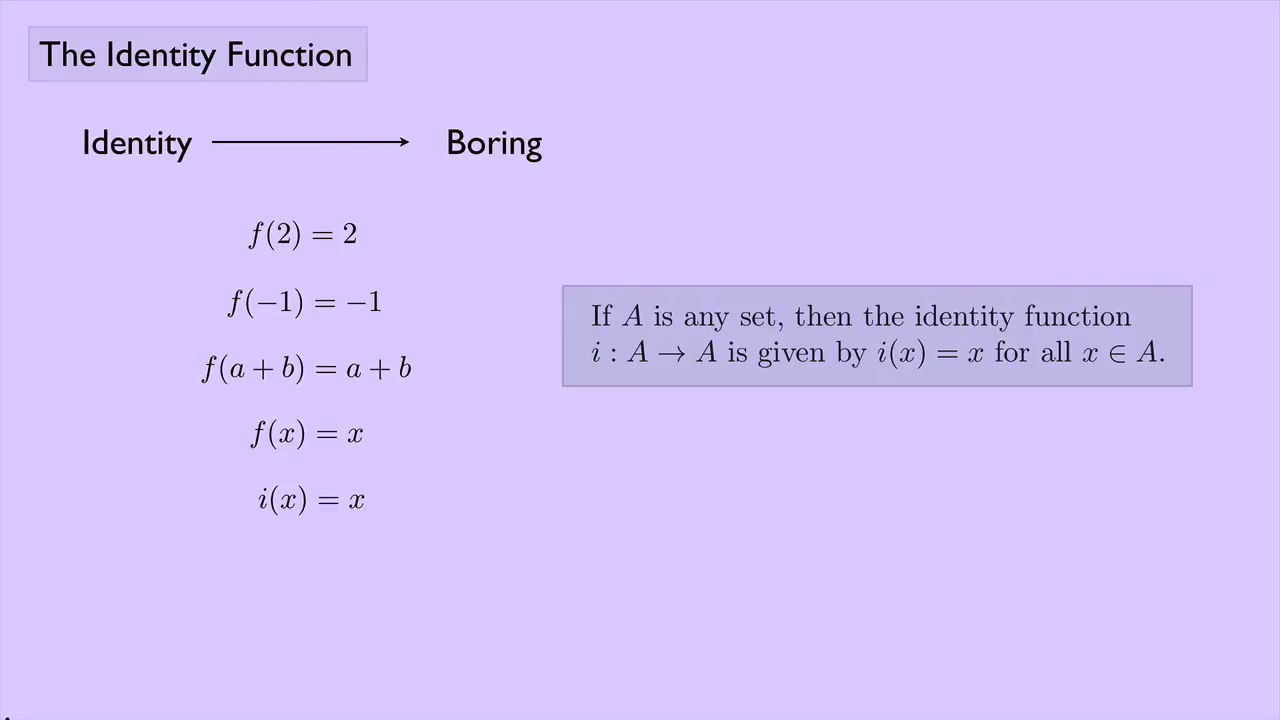 The Identity Function
Identity → Boring
f(2) = 2
f(−1) = −1
f(a + b) = a + b
f(x) = x
i(x) = x
If A is any set, then the identity function
i : A → A is given by i(x) = x for all x ∈ A.